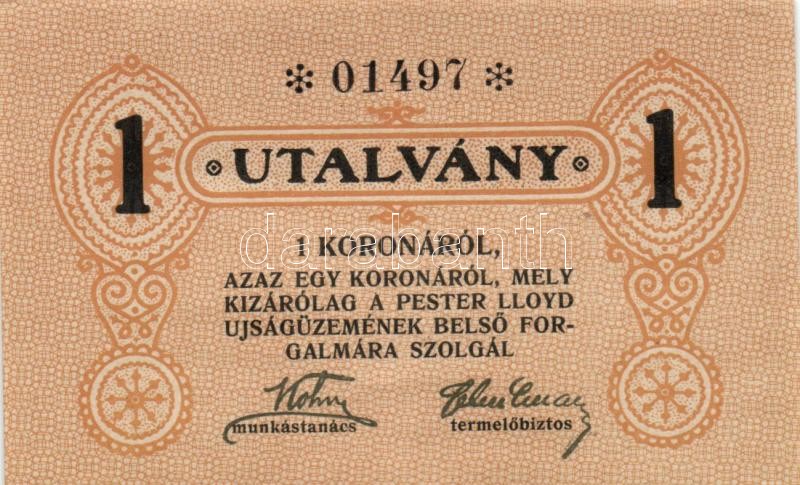 * 01497 *
1 UTALVÁNY 1
1 KORONÁRÓL,
darabanth
AZAZ EGY KORONÁRÓL, MELY
KIZÁRÓLAG A PESTER LLOYD
UJSÁGÜZEMÉNEK BELSŐ FOR-
GALMÁRA SZOLGÁL
munkástanács termelőbiztos